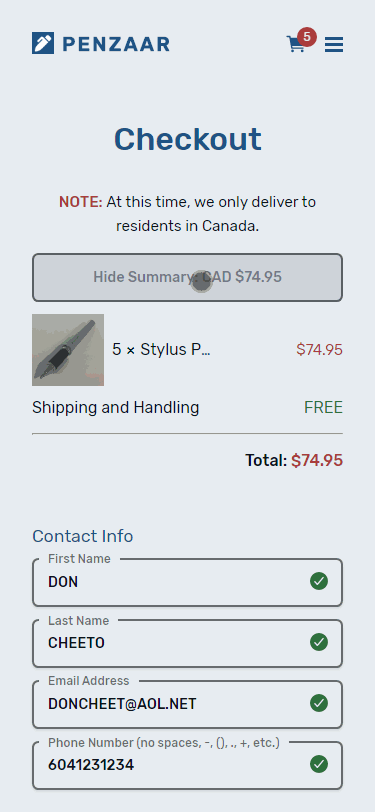 PENZAAR
5
Checkout
NOTE: At this time, we only deliver to
residents in Canada.
Hide Summary: CAD $74.95
5 × Stylus P... $74.95
Shipping and Handling FREE
Total: $74.95
Contact Info
First Name
DON
Last Name
CHEETO
Email Address
DONCHEET@AOL.NET
Phone Number (no spaces, -, (), ., +, etc.)
6041231234